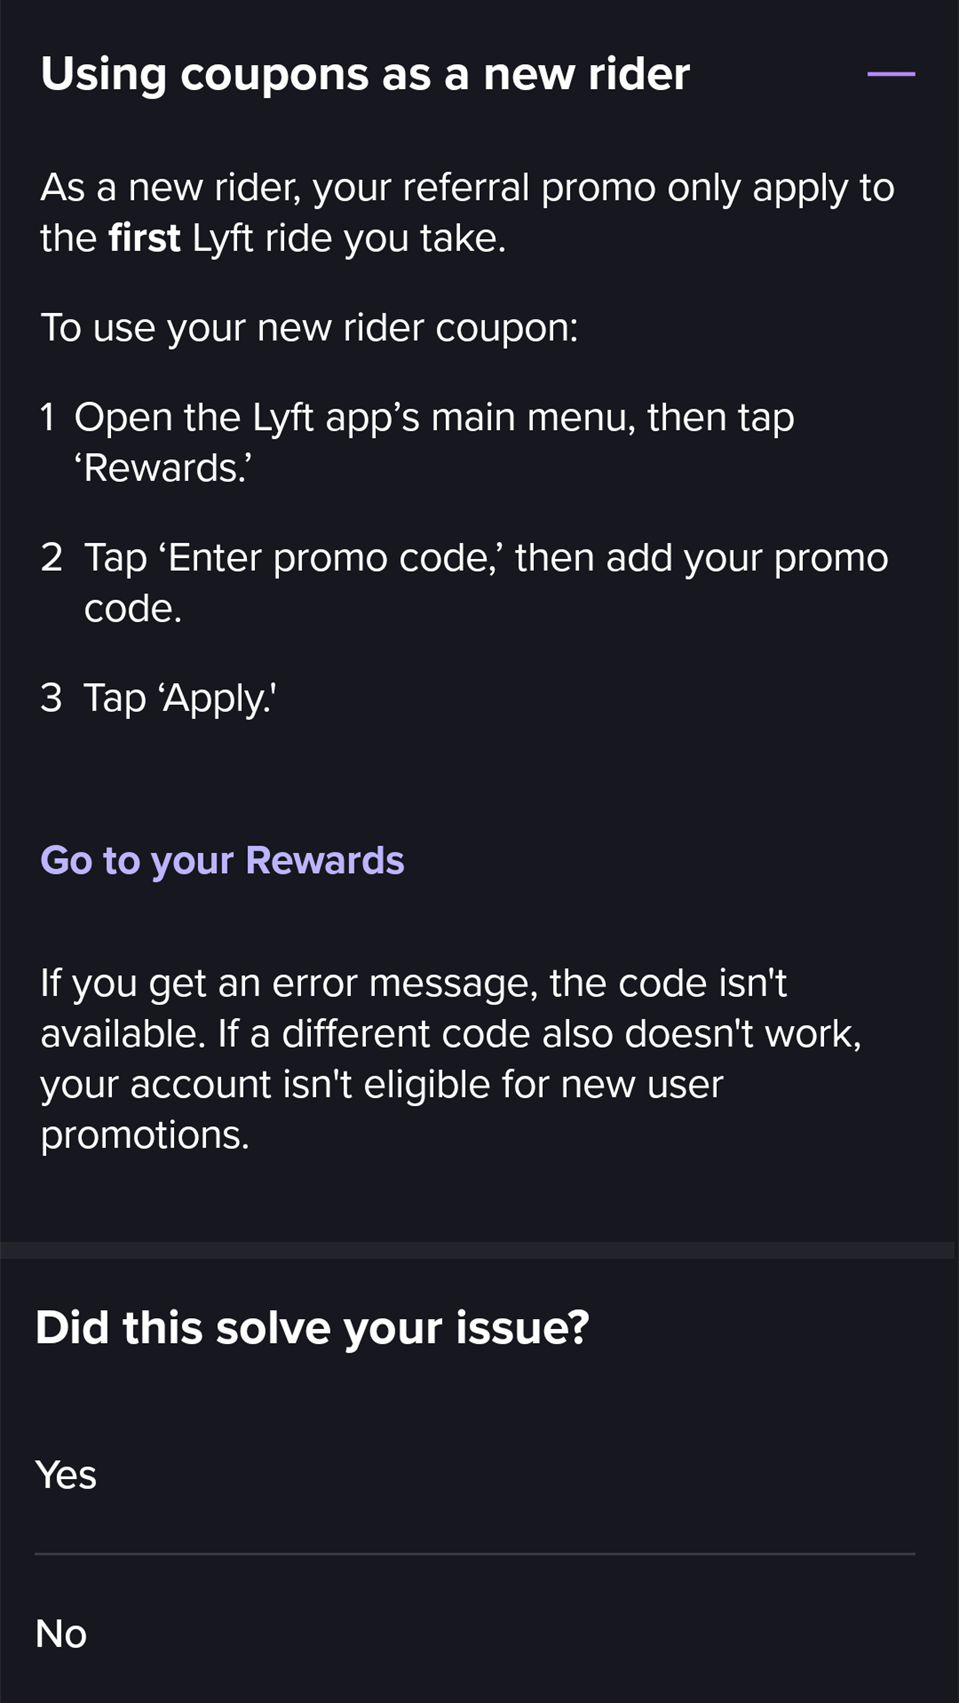 Using coupons as a new rider
As a new rider, your referral promo only apply to
the first Lyft ride you take.
To use your new rider coupon:
1 Open the Lyft app’s main menu, then tap
‘Rewards.’
2 Tap ‘Enter promo code,’ then add your promo
code.
3 Tap ‘Apply.'
Go to your Rewards
If you get an error message, the code isn't
available. If a different code also doesn't work,
your account isn't eligible for new user
promotions.
Did this solve your issue?
Yes
No